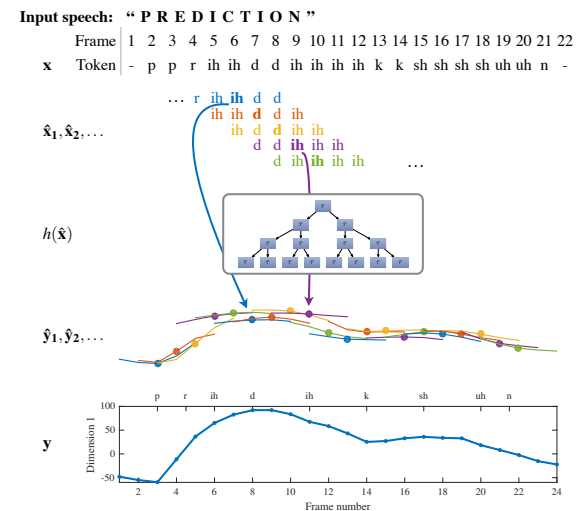 Input speech: “ P R E D I C T I O N ”
Frame 1 2 3 4 5 6 7 8 9 10 11 12 13 14 15 16 17 18 19 20 21 22
x Token - p p r ih ih d d ih ih ih ih k k sh sh sh sh uh uh n -
… r ih ih d d
ih ih d d ih
x̂₁, x̂₂, … ih d d ih ih
d d ih ih ih
d ih ih ih ih …
h(x̂)
ŷ₁, ŷ₂, …
p r ih d ih k sh uh n
y
Dimension 1
100
50
0
-50
2 4 6 8 10 12 14 16 18 20 22 24
Frame number